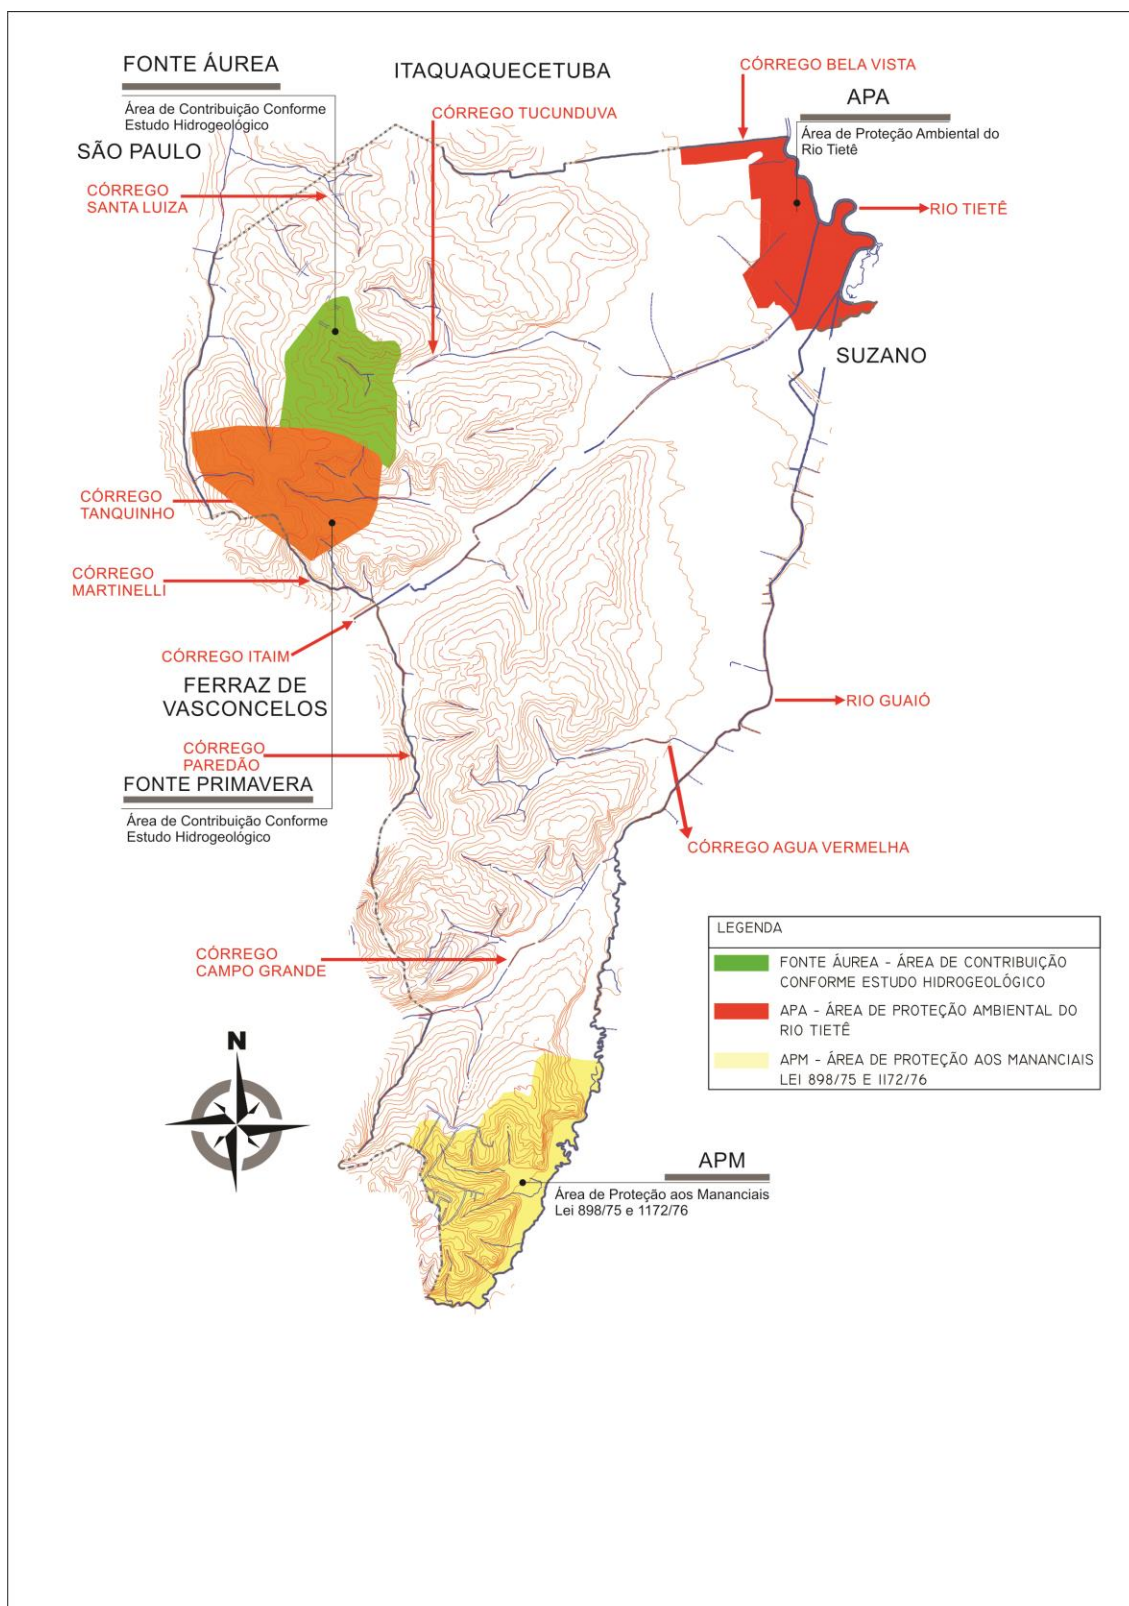 FONTE ÁUREA
Área de Contribuição Conforme
Estudo Hidrogeológico
ITAQUAQUECETUBA
CÓRREGO BELA VISTA
APA
Área de Proteção Ambiental do
Rio Tietê
CÓRREGO TUCUNDUVA
SÃO PAULO
CÓRREGO
SANTA LUIZA
RIO TIETÊ
SUZANO
CÓRREGO
TANQUINHO
CÓRREGO
MARTINELLI
CÓRREGO ITAIM
FERRAZ DE
VASCONCELOS
RIO GUAIÓ
CÓRREGO
PAREDÃO
FONTE PRIMAVERA
Área de Contribuição Conforme
Estudo Hidrogeológico
CÓRREGO AGUA VERMELHA
CÓRREGO
CAMPO GRANDE
LEGENDA
FONTE ÁUREA - ÁREA DE CONTRIBUIÇÃO
CONFORME ESTUDO HIDROGEOLÓGICO
APA - ÁREA DE PROTEÇÃO AMBIENTAL DO
RIO TIETÊ
APM - ÁREA DE PROTEÇÃO AOS MANANCIAIS
LEI 898/75 E 1172/76
N
APM
Área de Proteção aos Mananciais
Lei 898/75 e 1172/76